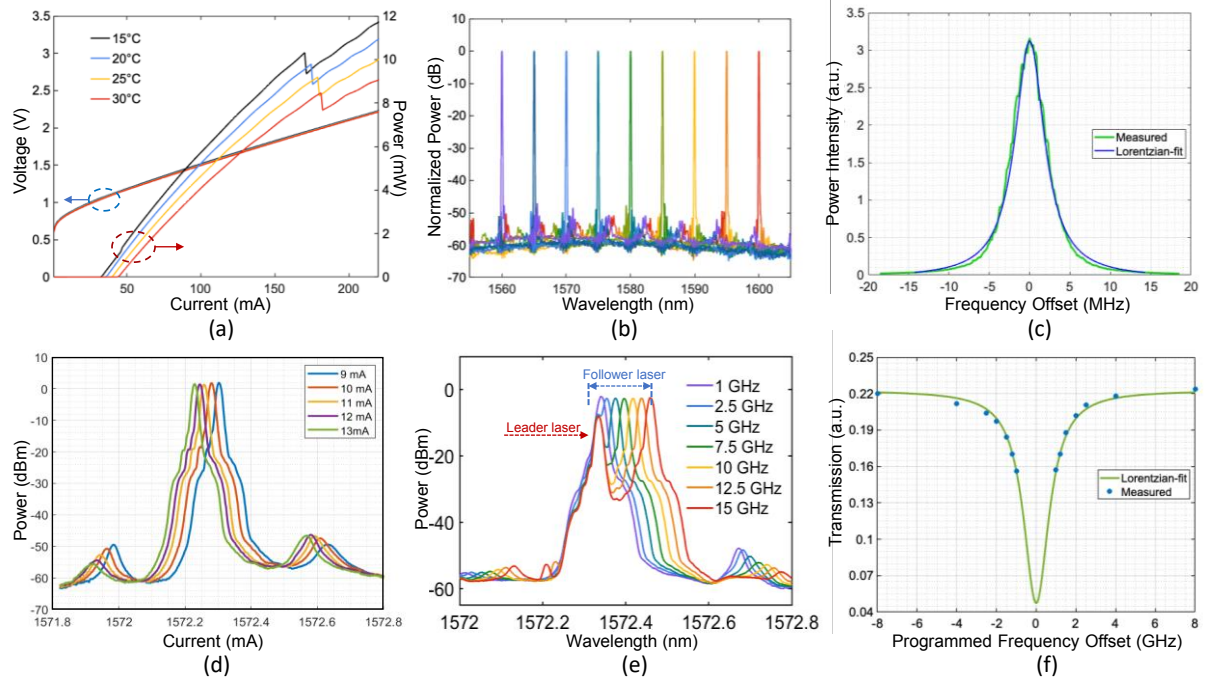 3.5
3
2.5
2
1.5
1
0.5
0
Voltage (V)
15°C
20°C
25°C
30°C
12
10
8
6
4
2
0
Power (mW)
50
100
150
200
Current (mA)
(a)
10
0
-10
-20
-30
-40
-50
-60
-70
Normalized Power (dB)
1560
1570
1580
1590
1600
Wavelength (nm)
(b)
3.5
3
2.5
2
1.5
1
0.5
0
Power Intensity (a.u.)
Measured
Lorentzian-fit
-20
-15
-10
-5
0
5
10
15
20
Frequency Offset (MHz)
(c)
10
0
-10
-20
-30
-40
-50
-60
-70
Power (dBm)
9 mA
10 mA
11 mA
12 mA
13mA
1571.8
1572
1572.2
1572.4
1572.6
1572.8
Current (mA)
(d)
0
-20
-40
-60
Power (dBm)
Follower laser
Leader laser
1 GHz
2.5 GHz
5 GHz
7.5 GHz
10 GHz
12.5 GHz
15 GHz
1572
1572.2
1572.4
1572.6
1572.8
Wavelength (nm)
(e)
0.25
0.22
0.19
0.16
0.13
0.1
0.07
0.04
Transmission (a.u.)
Lorentzian-fit
Measured
-8
-6
-4
-2
0
2
4
6
8
Programmed Frequency Offset (GHz)
(f)